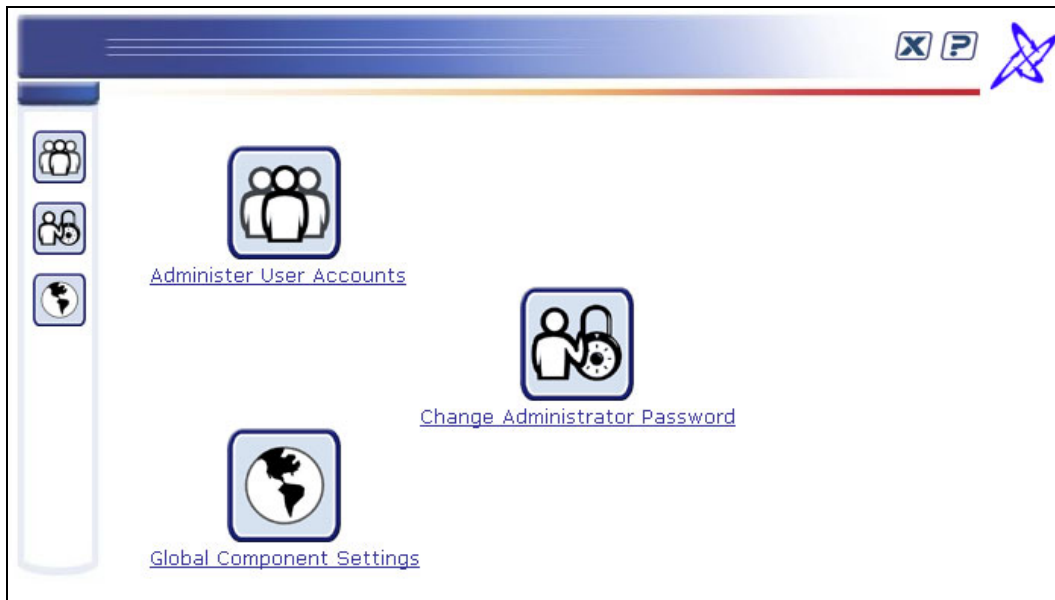 Administer User Accounts
Change Administrator Password
Global Component Settings